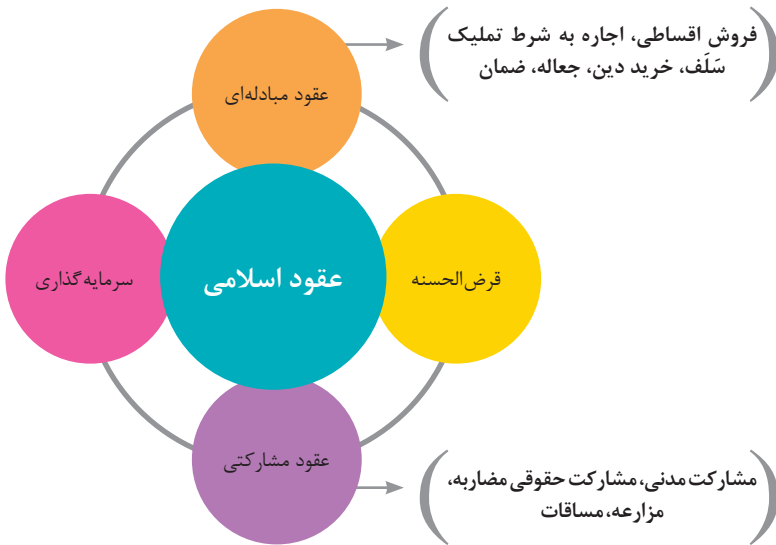 فروش اقساطی، اجاره به شرط تملیک
سَلَف، خرید دین، جعاله، ضمان
عقود مبادله‌ای
قرض‌الحسنه
عقود اسلامی
سرمایه‌گذاری
عقود مشارکتی
مشارکت مدنی، مشارکت حقوقی مضاربه،
مزارعه، مساقات